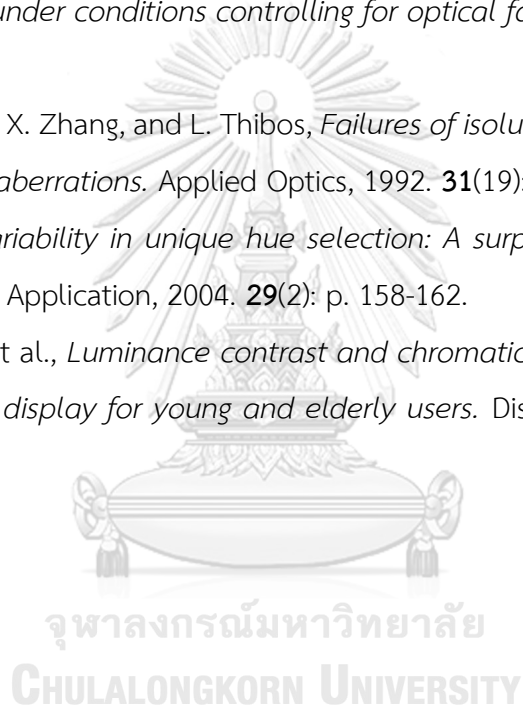 under conditions controlling for optical fa
X. Zhang, and L. Thibos, Failures of isolu
aberrations. Applied Optics, 1992. 31(19):
ariability in unique hue selection: A surp
Application, 2004. 29(2): p. 158-162.
t al., Luminance contrast and chromatic
display for young and elderly users. Dis
จุฬาลงกรณ์มหาวิทยาลัย
CHULALONGKORN UNIVERSITY